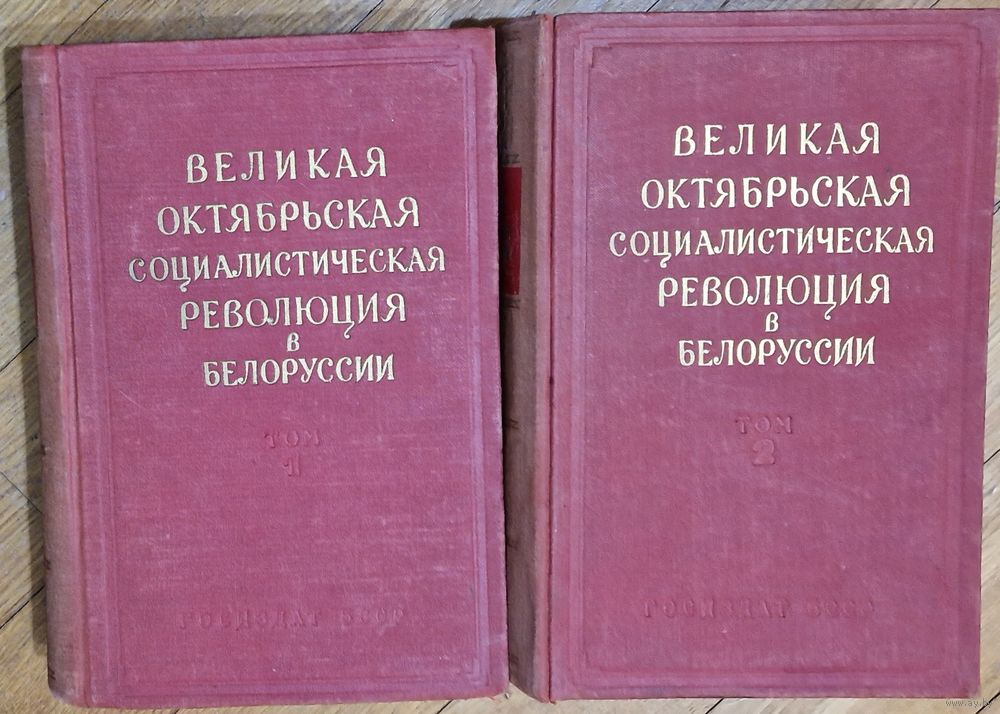 ВЕЛИКАЯ
ОКТЯБРЬСКАЯ
СОЦИАЛИСТИЧЕСКАЯ
РЕВОЛЮЦИЯ
В
БЕЛОРУССИИ
ТОМ
1
ГОСИЗДАТ БССР
ВЕЛИКАЯ
ОКТЯБРЬСКАЯ
СОЦИАЛИСТИЧЕСКАЯ
РЕВОЛЮЦИЯ
В
БЕЛОРУССИИ
ТОМ
2
ГОСИЗДАТ БССР